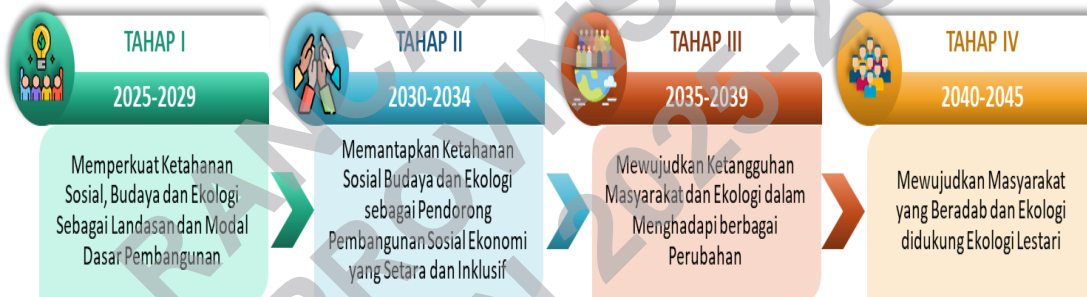 TAHAP I
2025-2029
Memperkuat Ketahanan
Sosial, Budaya dan Ekologi
Sebagai Landasan dan Modal
Dasar Pembangunan
TAHAP II
2030-2034
Memantapkan Ketahanan
Sosial Budaya dan Ekologi
sebagai Pendorong
Pembangunan Sosial Ekonomi
yang Setara dan Inklusif
TAHAP III
2035-2039
Mewujudkan Ketangguhan
Masyarakat dan Ekologi dalam
Menghadapi berbagai
Perubahan
TAHAP IV
2040-2045
Mewujudkan Masyarakat
yang Beradab dan Ekologi
didukung Ekologi Lestari